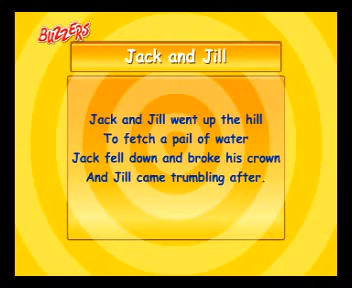 BUZZERS
Jack and Jill
Jack and Jill went up the hill
To fetch a pail of water
Jack fell down and broke his crown
And Jill came trumbling after.